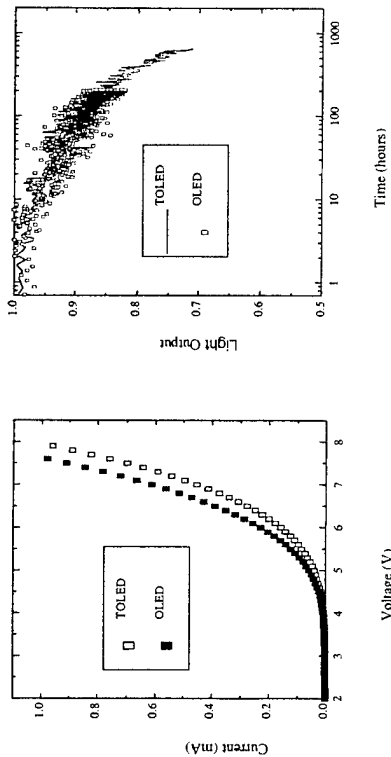 1.0
0.9
0.8
0.7
0.6
0.5
Light Output
TOLED
OLED
1
10
100
1000
Time (hours)
1.0
0.8
0.6
0.4
0.2
0.0
Current (mA)
TOLED
OLED
2
3
4
5
6
7
8
Voltage (V)